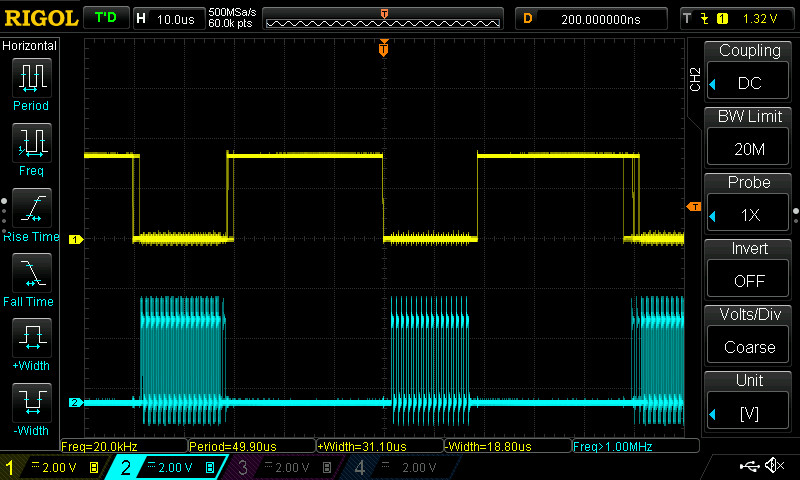 RIGOL T'D H 10.0us 500MSa/s 60.0k pts T D 200.000000ns T 1 1.32 V
Horizontal
Period
Freq
Rise Time
Fall Time
+Width
-Width
T
T
1
2
CH2
Coupling
DC
BW Limit
20M
Probe
1X
Invert
OFF
Volts/Div
Coarse
Unit
[V]
Freq=20.0kHz Period=49.90us +Width=31.10us -Width=18.80us Freq>1.00MHz
1 2.00 V B 2 2.00 V B 3 2.00 V B 4 2.00 V